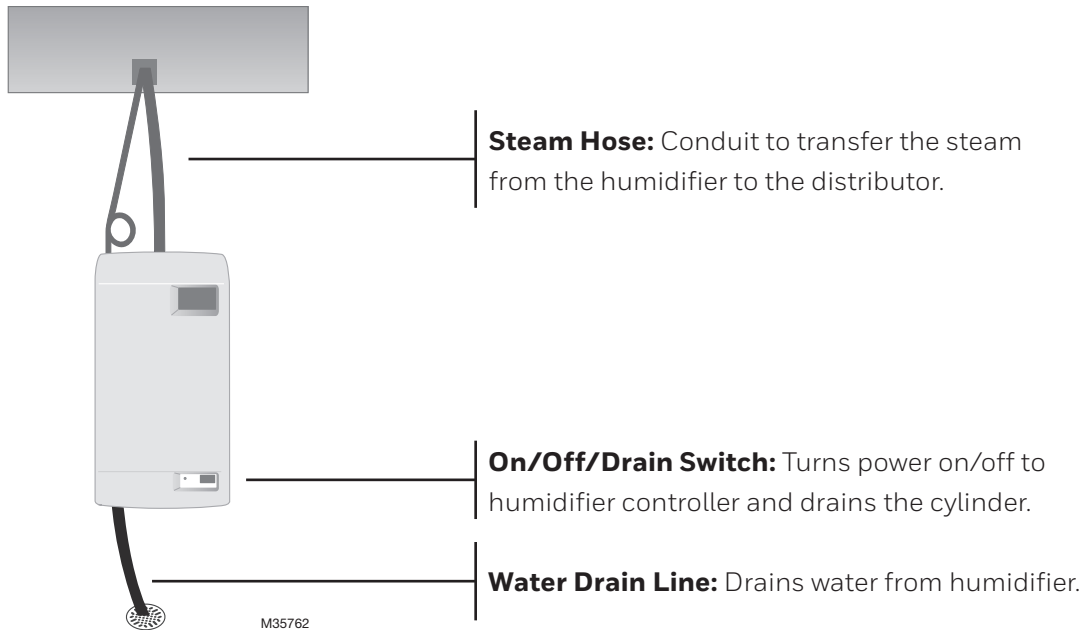 Steam Hose: Conduit to transfer the steam
from the humidifier to the distributor.
On/Off/Drain Switch: Turns power on/off to
humidifier controller and drains the cylinder.
Water Drain Line: Drains water from humidifier.
M35762